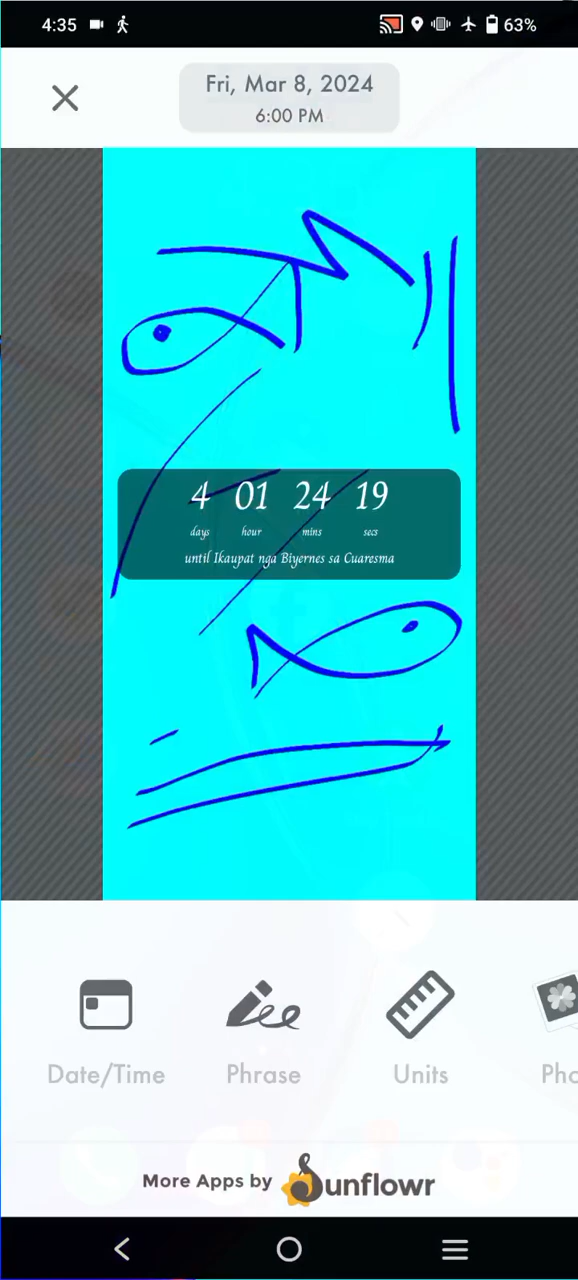 4:35
63%
Fri, Mar 8, 2024
6:00 PM
4 01 24 19
days hour mins secs
until Ikaupat nga Biyernes sa Cuaresma
Date/Time Phrase Units Pho
More Apps by Sunflowr